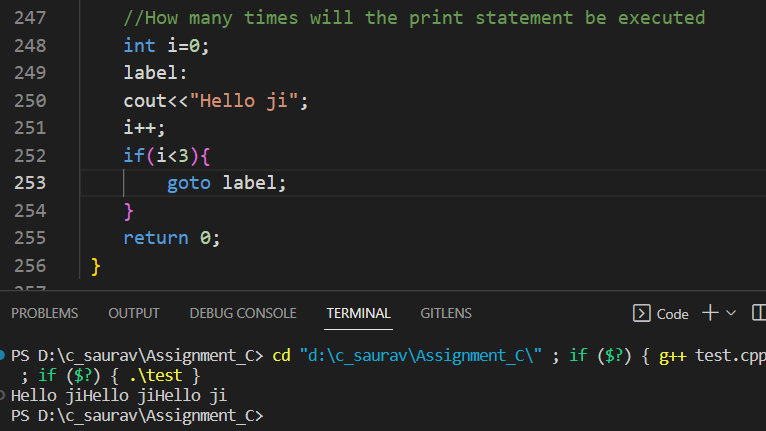 247 //How many times will the print statement be executed
248 int i=0;
249 label:
250 cout<<"Hello ji";
251 i++;
252 if(i<3){
253 goto label;
254 }
255 return 0;
256 }
257
PROBLEMS OUTPUT DEBUG CONSOLE TERMINAL GITLENS Code
PS D:\c_saurav\Assignment_C> cd "d:\c_saurav\Assignment_C\" ; if ($?) { g++ test.cpp
; if ($?) { .\test }
Hello jiHello jiHello ji
PS D:\c_saurav\Assignment_C>